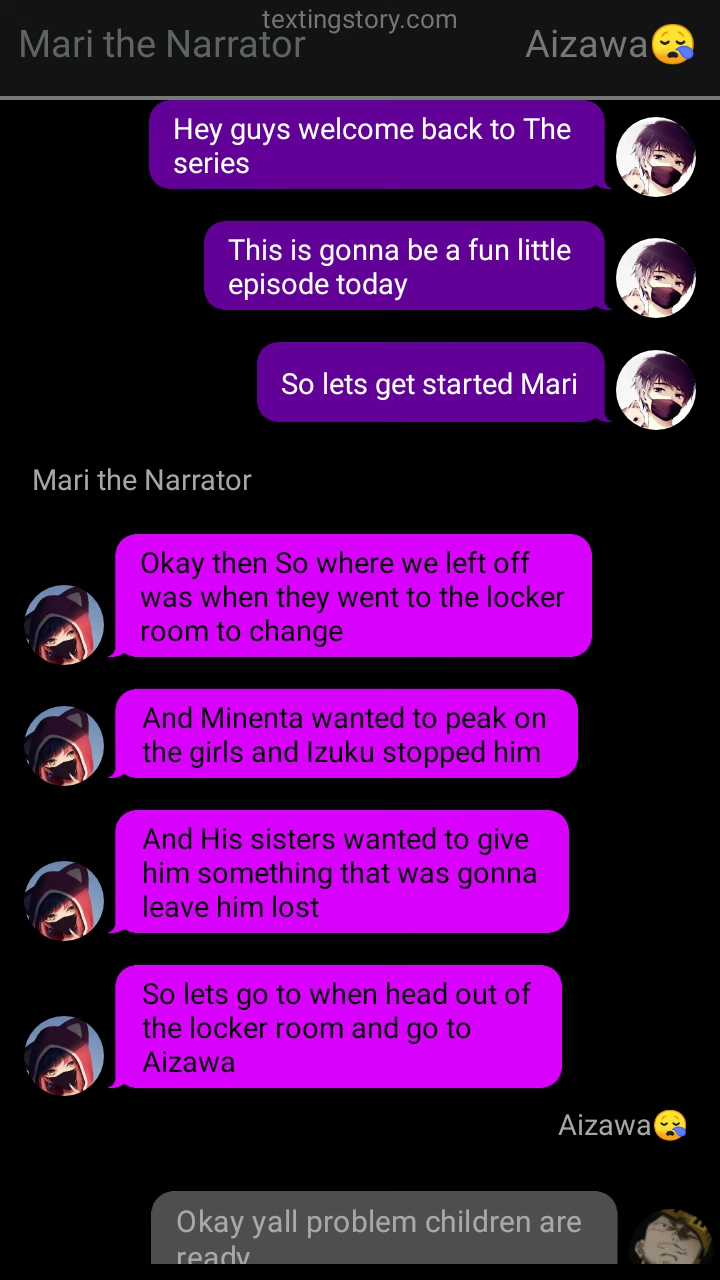 textingstory.com
Mari the Narrator
Aizawa😪
Hey guys welcome back to The
series
This is gonna be a fun little
episode today
So lets get started Mari
Mari the Narrator
Okay then So where we left off
was when they went to the locker
room to change
And Minenta wanted to peak on
the girls and Izuku stopped him
And His sisters wanted to give
him something that was gonna
leave him lost
So lets go to when head out of
the locker room and go to
Aizawa
Aizawa😪
Okay yall problem children are
ready